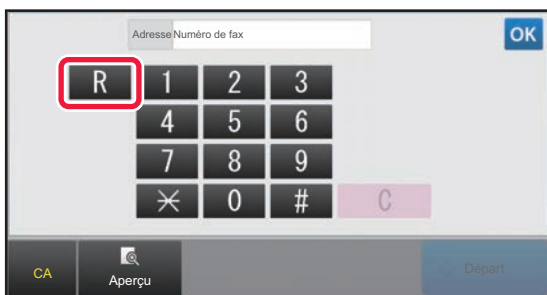 Adresse Numéro de fax OK
R 1 2 3
4 5 6
7 8 9
* 0 # C
CA Aperçu Départ